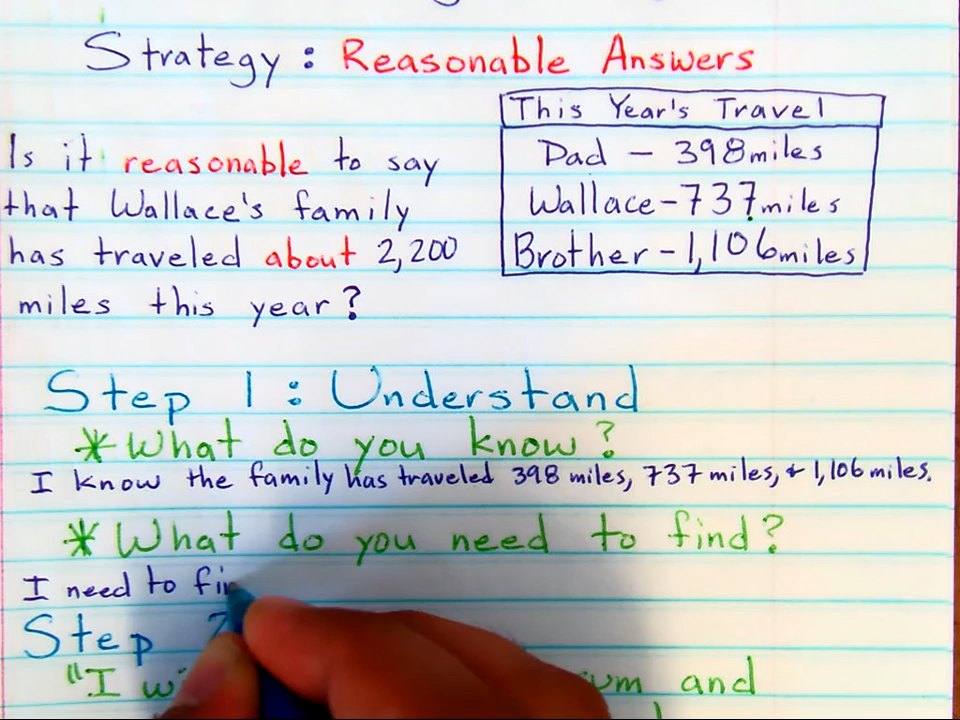 Strategy: Reasonable Answers
This Year's Travel
Dad - 398 miles
Wallace - 737 miles
Brother - 1,106 miles
Is it reasonable to say
that Wallace's family
has traveled about 2,200
miles this year?
Step 1: Understand
*What do you know?
I know the family has traveled 398 miles, 737 miles, + 1,106 miles.
*What do you need to find?
I need to fin
Step
"I and